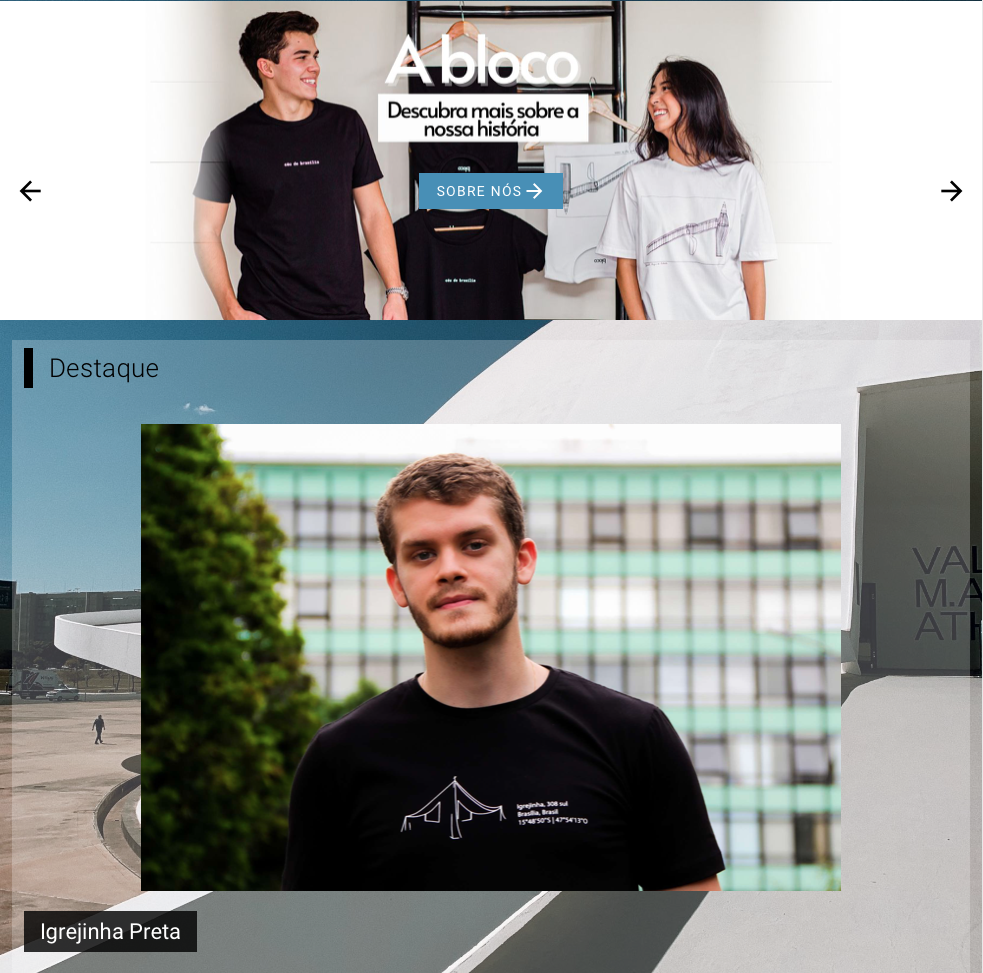 A bloco
Descubra mais sobre a
nossa história
são de brasília
SOBRE NÓS
são de brasília
Destaque
Igrejinha, 308 sul
Brasília, Brasil
15°48'50"S | 47°54'13"O
VAL
M.A
ATH
Igrejinha Preta